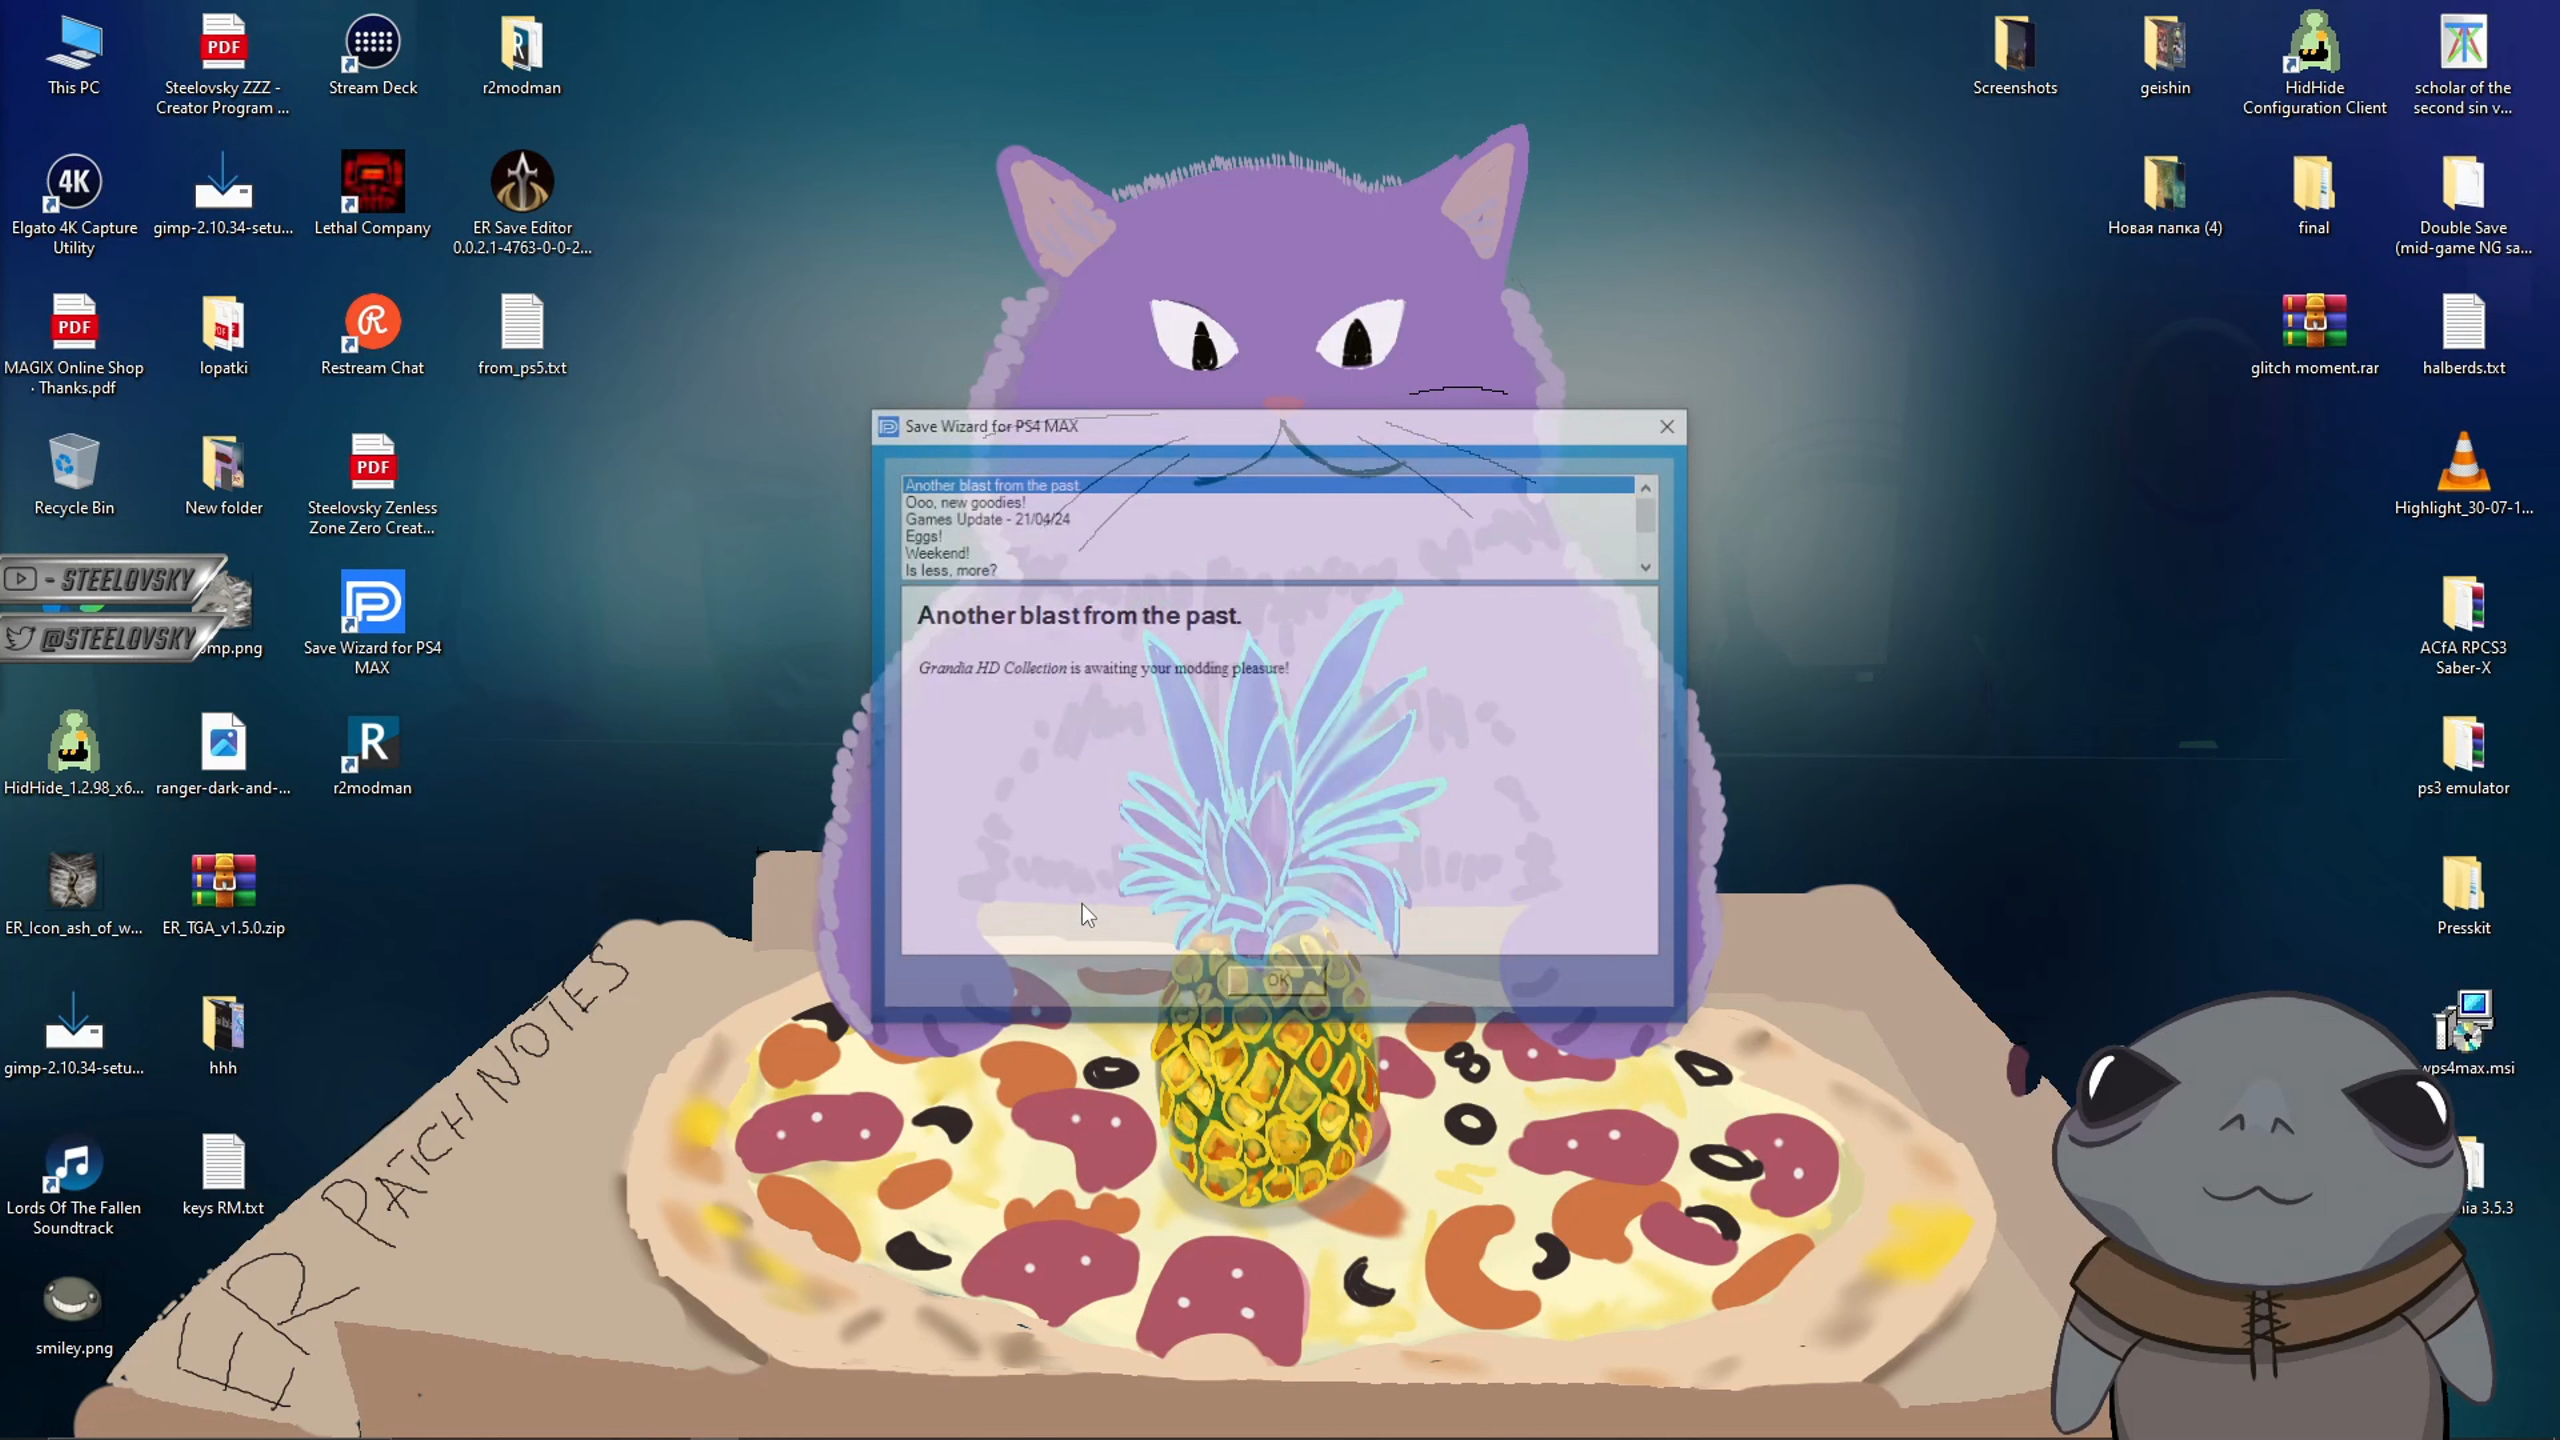 This PC
Steelovsky ZZZ -
Creator Program ...
Stream Deck
r2modman
Screenshots
geishin
HidHide
Configuration Client
scholar of the
second sin v...
Elgato 4K Capture
Utility
gimp-2.10.34-setu...
Lethal Company
ER Save Editor
0.0.2.1-4763-0-0-2...
Новая папка (4)
final
Double Save
(mid-game NG sa...
MAGIX Online Shop
- Thanks.pdf
lopatki
Restream Chat
from_ps5.txt
glitch moment.rar
halberds.txt
Recycle Bin
New folder
Steelovsky Zenless
Zone Zero Creat...
Highlight_30-07-1...
- STEELOVSKY
@STEELOVSKY
mp.png
Save Wizard for PS4
MAX
ACfA RPCS3
Saber-X
HidHide_1.2.98_x6...
ranger-dark-and-...
r2modman
ps3 emulator
ER_Icon_ash_of_w...
ER_TGA_v1.5.0.zip
Presskit
gimp-2.10.34-setu...
hhh
wps4max.msi
Lords Of The Fallen
Soundtrack
keys RM.txt
nia 3.5.3
smiley.png
PDF
4K
PDF
PDF
Save Wizard for PS4 MAX
Another blast from the past.
Ooo, new goodies!
Games Update - 21/04/24
Eggs!
Weekend!
Is less, more?
Another blast from the past.
Grandia HD Collection is awaiting your modding pleasure!
OK
ER PATCH NOTES